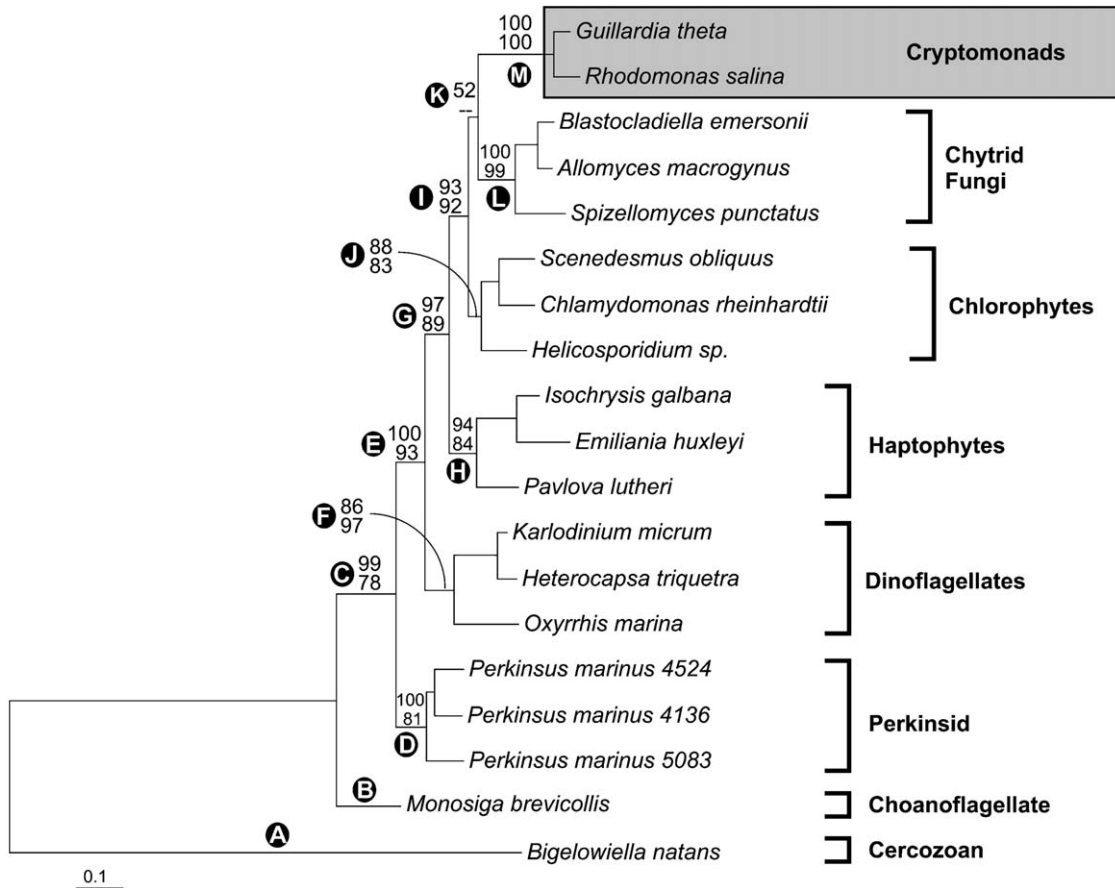 100
100
M
Guillardia theta
Rhodomonas salina
Cryptomonads
K 52
--
Blastocladiella emersonii
Allomyces macrogynus
Spizellomyces punctatus
100
99
L
Chytrid
Fungi
I 93
92
J 88
83
Scenedesmus obliquus
Chlamydomonas rheinhardtii
Helicosporidium sp.
Chlorophytes
G 97
89
Isochrysis galbana
Emiliania huxleyi
Pavlova lutheri
94
84
H
Haptophytes
E 100
93
F 86
97
Karlodinium micrum
Heterocapsa triquetra
Oxyrrhis marina
Dinoflagellates
C 99
78
Perkinsus marinus 4524
Perkinsus marinus 4136
Perkinsus marinus 5083
100
81
D
Perkinsid
B
Monosiga brevicollis
Choanoflagellate
A
Bigelowiella natans
Cercozoan
0.1